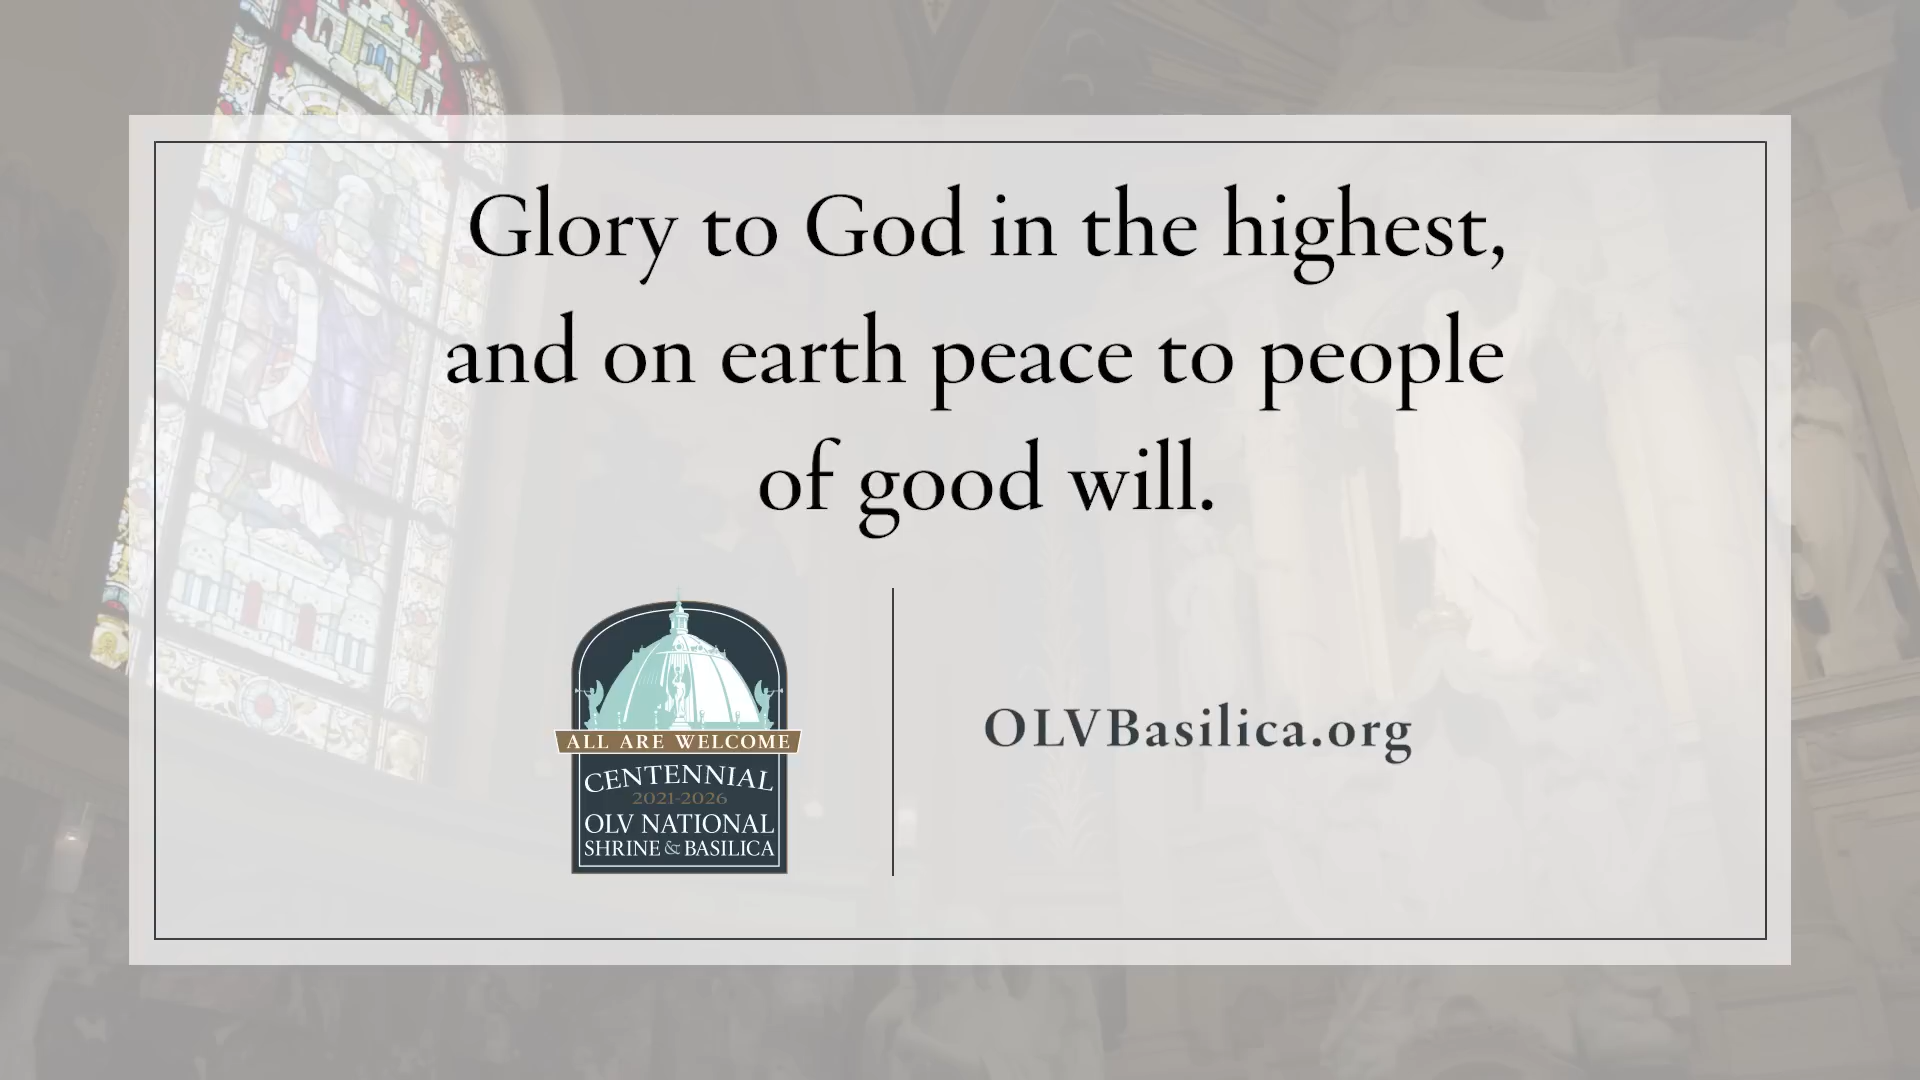 Glory to God in the highest,
and on earth peace to people
of good will.
ALL ARE WELCOME
CENTENNIAL
2021-2026
OLV NATIONAL
SHRINE & BASILICA
OLVBasilica.org